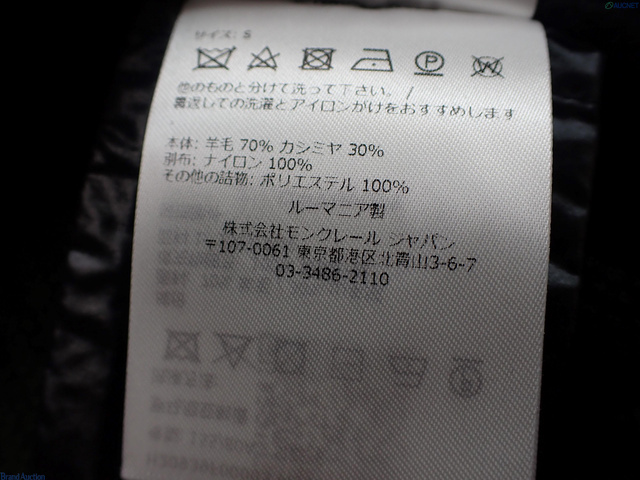 サイズ: S
他のものと分けて洗って下さい。 /
裏返しての洗濯とアイロンがけをおすすめします
本体: 羊毛 70% カシミヤ 30%
別布: ナイロン 100%
その他の詰物: ポリエステル 100%
ルーマニア製
株式会社モンクレール ジャパン
〒107-0061 東京都港区北青山3-6-7
03-3486-2110
Brand Auction